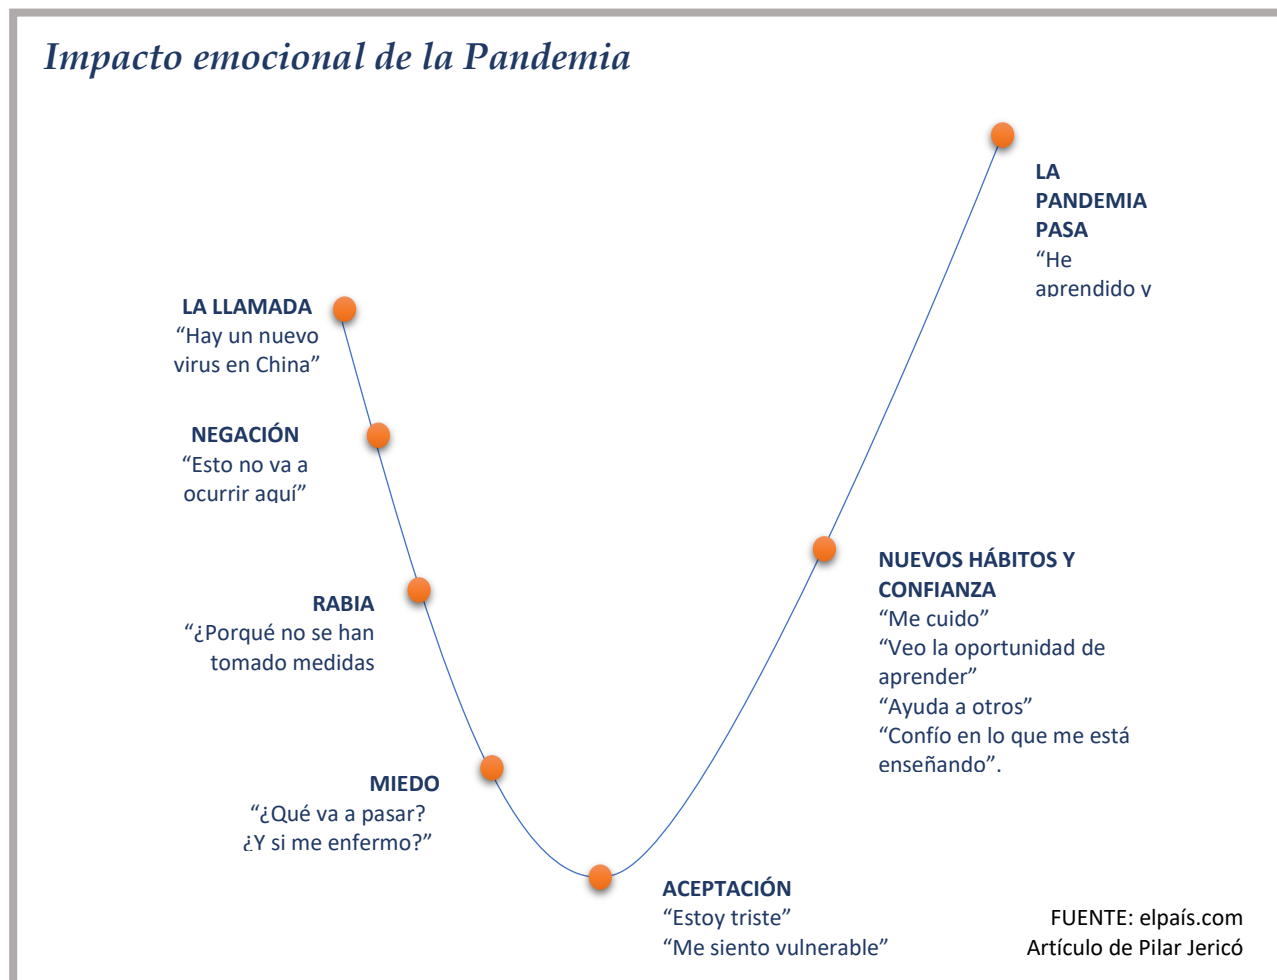 Impacto emocional de la Pandemia
LA LLAMADA
“Hay un nuevo
virus en China”
NEGACIÓN
“Esto no va a
ocurrir aquí”
RABIA
“¿Porqué no se han
tomado medidas
MIEDO
“¿Qué va a pasar?
¿Y si me enfermo?”
ACEPTACIÓN
“Estoy triste”
“Me siento vulnerable”
NUEVOS HÁBITOS Y
CONFIANZA
“Me cuido”
“Veo la oportunidad de
aprender”
“Ayuda a otros”
“Confío en lo que me está
enseñando”.
LA
PANDEMIA
PASA
“He
aprendido y
FUENTE: elpaís.com
Artículo de Pilar Jericó